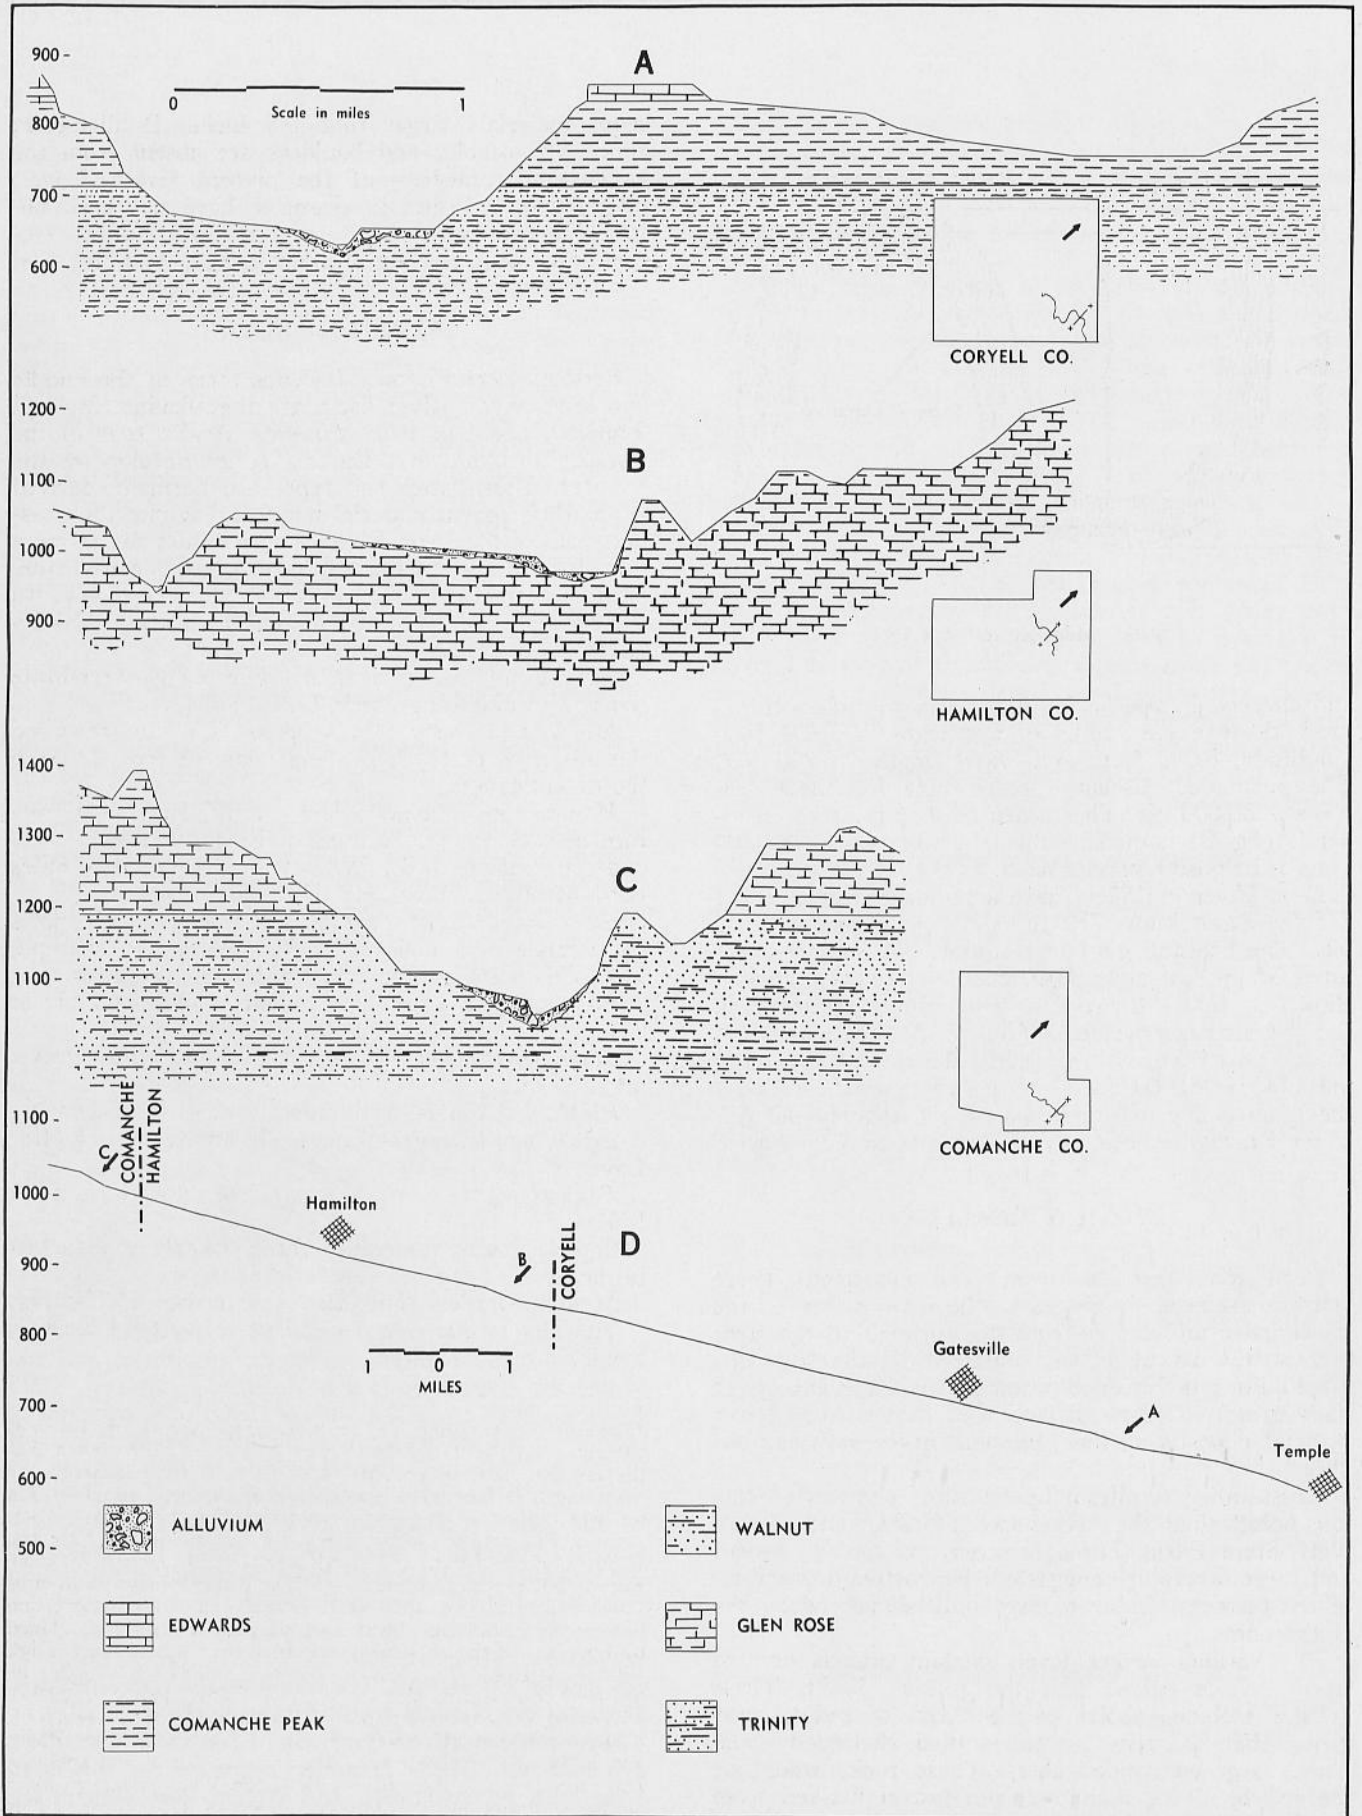 A
900
0
1
Scale in miles
800
700
600
CORYELL CO.
1200
B
1100
1000
900
HAMILTON CO.
1400
1300
C
1200
1100
COMANCHE CO.
1100
COMANCHE
HAMILTON
C
1000
Hamilton
D
900
B
CORYELL
800
1 0 1
MILES
Gatesville
700
A
Temple
600
500
ALLUVIUM
WALNUT
EDWARDS
GLEN ROSE
COMANCHE PEAK
TRINITY